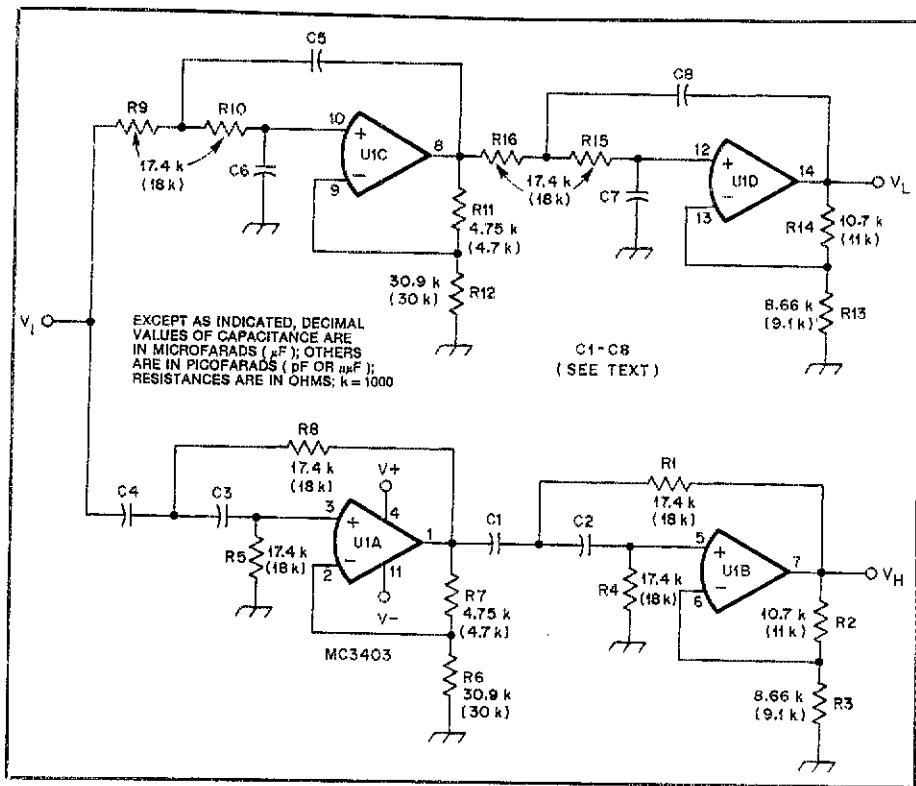 C5
C8
R9
R10
10
+
U1C
8
−
9
17.4 k
(18 k)
C6
R16
R15
12
+
U1D
14
−
13
V_L
17.4 k
(18 k)
C7
R11
4.75 k
(4.7 k)
R14
10.7 k
(11 k)
30.9 k
(30 k)
R12
8.66 k
(9.1 k)
R13
V_i
EXCEPT AS INDICATED, DECIMAL
VALUES OF CAPACITANCE ARE
IN MICROFARADS (µF); OTHERS
ARE IN PICOFARADS (pF OR µµF);
RESISTANCES ARE IN OHMS; k = 1000
C1-C8
(SEE TEXT)
R8
17.4 k
(18 k)
V+
R1
17.4 k
(18 k)
C4
C3
3
+
4
U1A
1
C1
C2
5
+
U1B
7
V_H
R5
17.4 k
(18 k)
2
−
11
V−
R4
17.4 k
(18 k)
6
−
R7
4.75 k
(4.7 k)
10.7 k
(11 k)
R2
MC3403
R6
30.9 k
(30 k)
8.66 k
(9.1 k)
R3